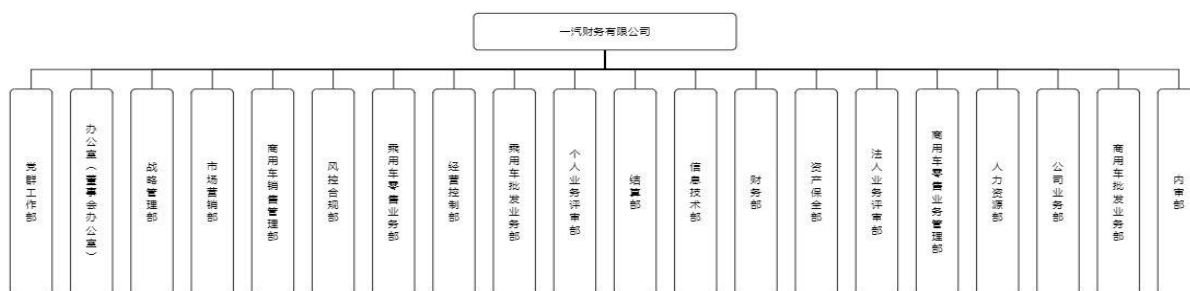 一汽财务有限公司
党群工作部
办公室（董事会办公室）
战略管理部
市场营销部
商用车销售管理部
风控合规部
乘用车零售业务部
经营控制部
乘用车批发业务部
个人业务评审部
结算部
信息技术部
财务部
资产保全部
法人业务评审部
商用车零售业务管理部
人力资源部
公司业务部
商用车批发业务部
内审部